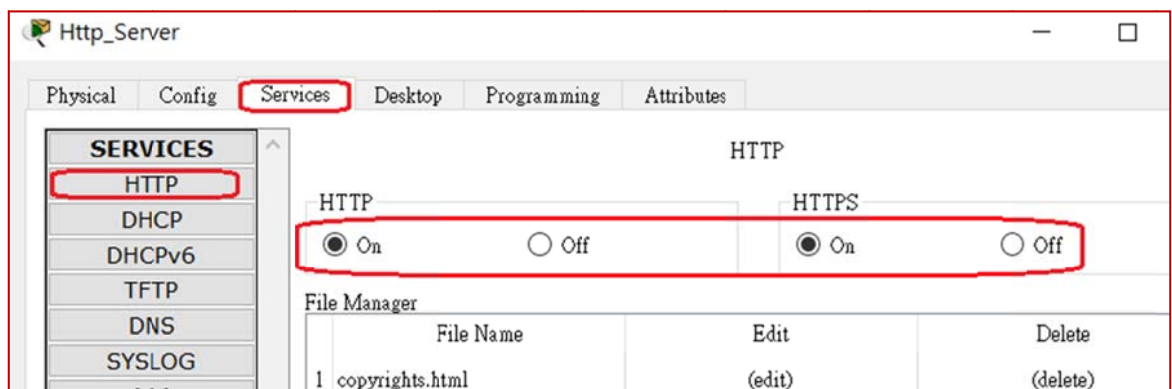 Http_Server
Physical Config Services Desktop Programming Attributes
SERVICES
HTTP
DHCP
DHCPv6
TFTP
DNS
SYSLOG
HTTP
HTTP
On Off
HTTPS
On Off
File Manager
File Name Edit Delete
1 copyrights.html (edit) (delete)